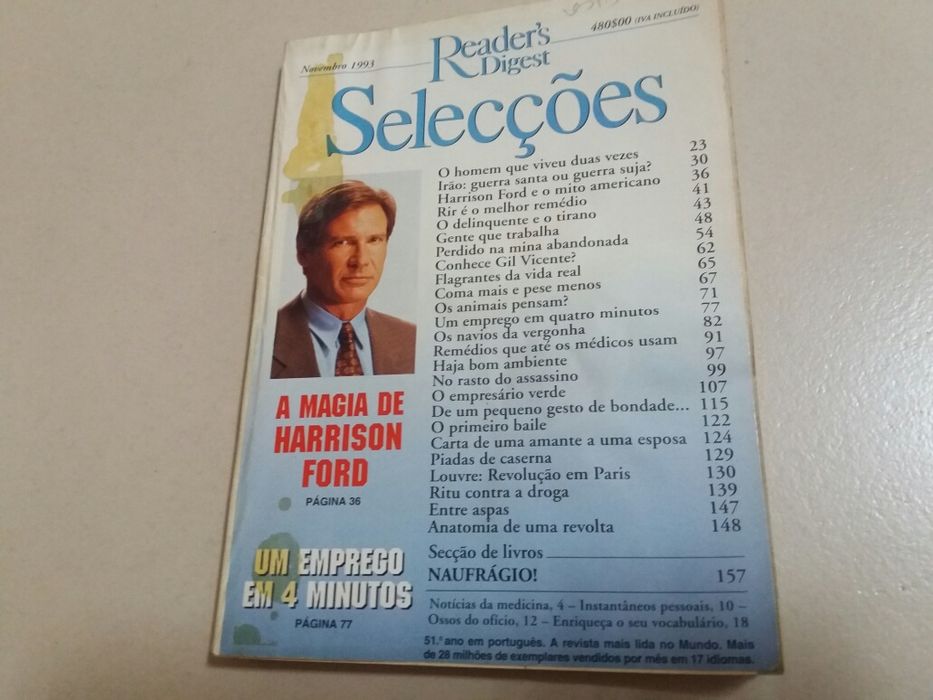 Novembro 1993
Reader's Digest
480$00 (IVA INCLUÍDO)
Selecções
O homem que viveu duas vezes 23
Irão: guerra santa ou guerra suja? 30
Harrison Ford e o mito americano 36
Rir é o melhor remédio 41
O delinquente e o tirano 43
Gente que trabalha 48
Perdido na mina abandonada 54
Conhece Gil Vicente? 62
Flagrantes da vida real 65
Coma mais e pese menos 67
Os animais pensam? 71
Um emprego em quatro minutos 77
Os navios da vergonha 82
Remédios que até os médicos usam 91
Haja bom ambiente 97
No rasto do assassino 99
O empresário verde 107
De um pequeno gesto de bondade... 115
O primeiro baile 122
Carta de uma amante a uma esposa 124
Piadas de caserna 129
Louvre: Revolução em Paris 130
Ritu contra a droga 139
Entre aspas 147
Anatomia de uma revolta 148
Secção de livros
NAUFRÁGIO! 157
Notícias da medicina, 4 – Instantâneos pessoais, 10 –
Ossos do ofício, 12 – Enriqueça o seu vocabulário, 18
51.º ano em português. A revista mais lida no Mundo. Mais
de 28 milhões de exemplares vendidos por mês em 17 idiomas.
A MAGIA DE
HARRISON
FORD
PÁGINA 36
UM EMPREGO
EM 4 MINUTOS
PÁGINA 77